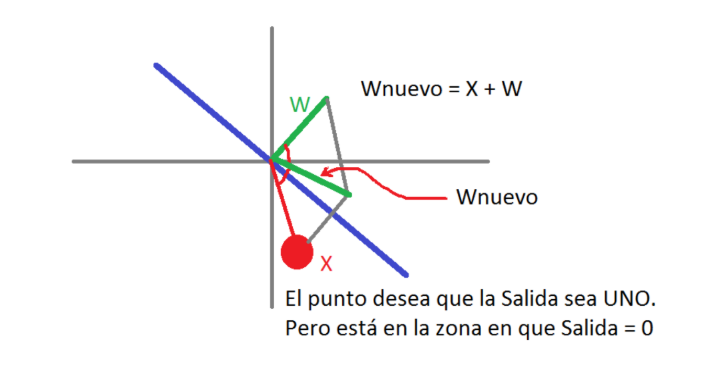 W
Wnuevo = X + W
Wnuevo
X
El punto desea que la Salida sea UNO.
Pero está en la zona en que Salida = 0